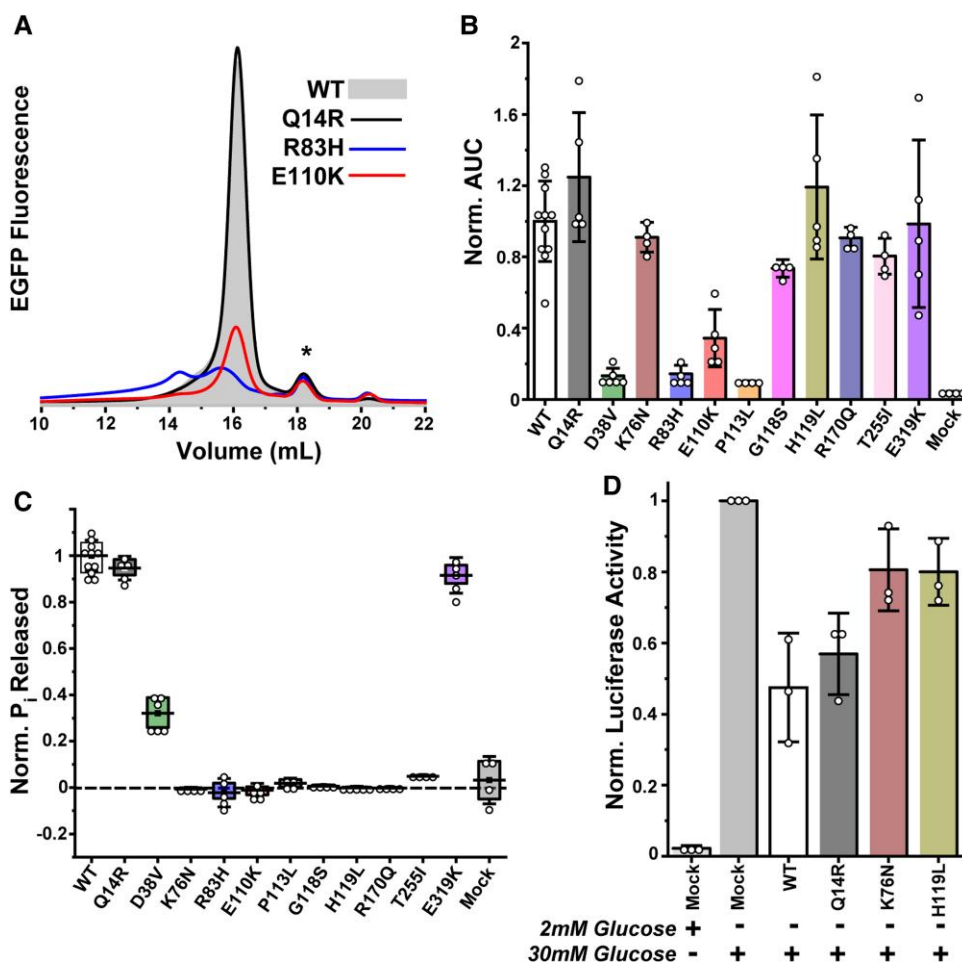 A
EGFP Fluorescence
WT
Q14R
R83H
E110K
*
10 12 14 16 18 20 22
Volume (mL)
B
Norm. AUC
2
1.6
1.2
0.8
0.4
0
WT Q14R D38V K76N R83H E110K P113L G118S H119L R170Q T255I E319K Mock
C
Norm. Pi Released
1
0.8
0.6
0.4
0.2
0
-0.2
WT Q14R D38V K76N R83H E110K P113L G118S H119L R170Q T255I E319K Mock
D
Norm. Luciferase Activity
1
0.8
0.6
0.4
0.2
0
Mock Mock WT Q14R K76N H119L
2mM Glucose + - - - - -
30mM Glucose - + + + + +